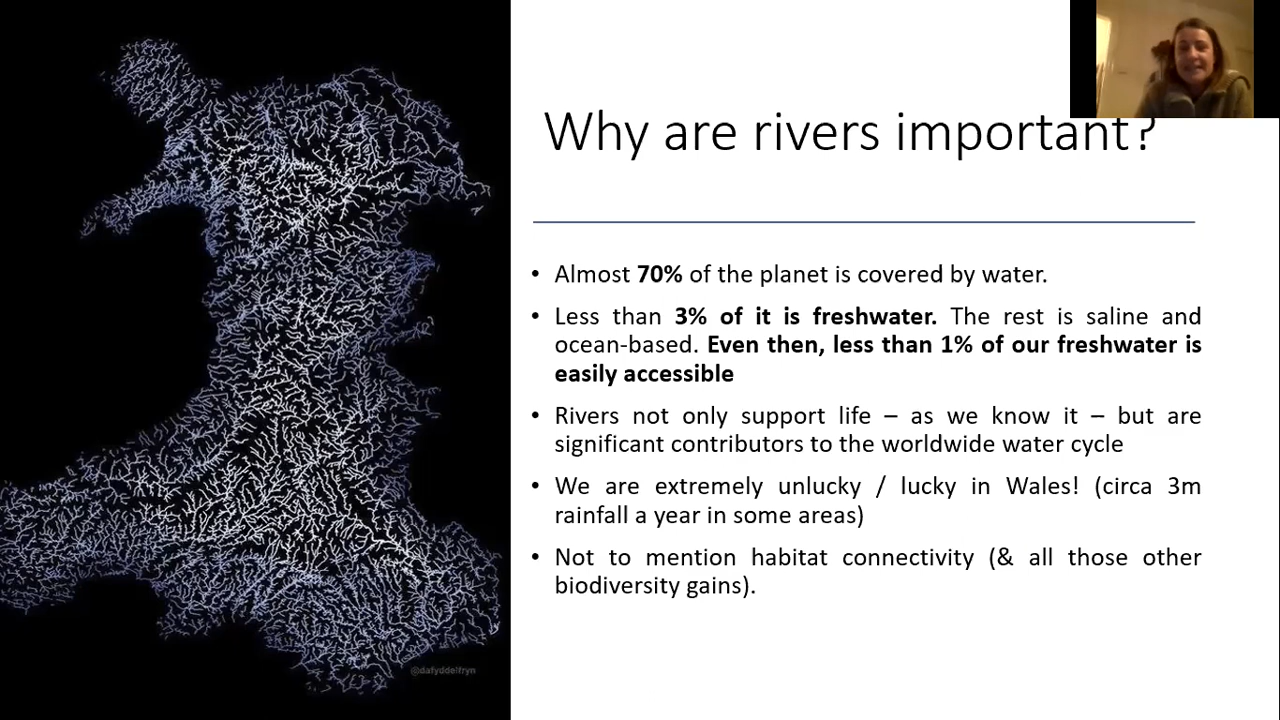 Why are rivers important?
• Almost 70% of the planet is covered by water.
• Less than 3% of it is freshwater. The rest is saline and
ocean-based. Even then, less than 1% of our freshwater is
easily accessible
• Rivers not only support life – as we know it – but are
significant contributors to the worldwide water cycle
• We are extremely unlucky / lucky in Wales! (circa 3m
rainfall a year in some areas)
• Not to mention habitat connectivity (& all those other
biodiversity gains).
@dafyddelfryn